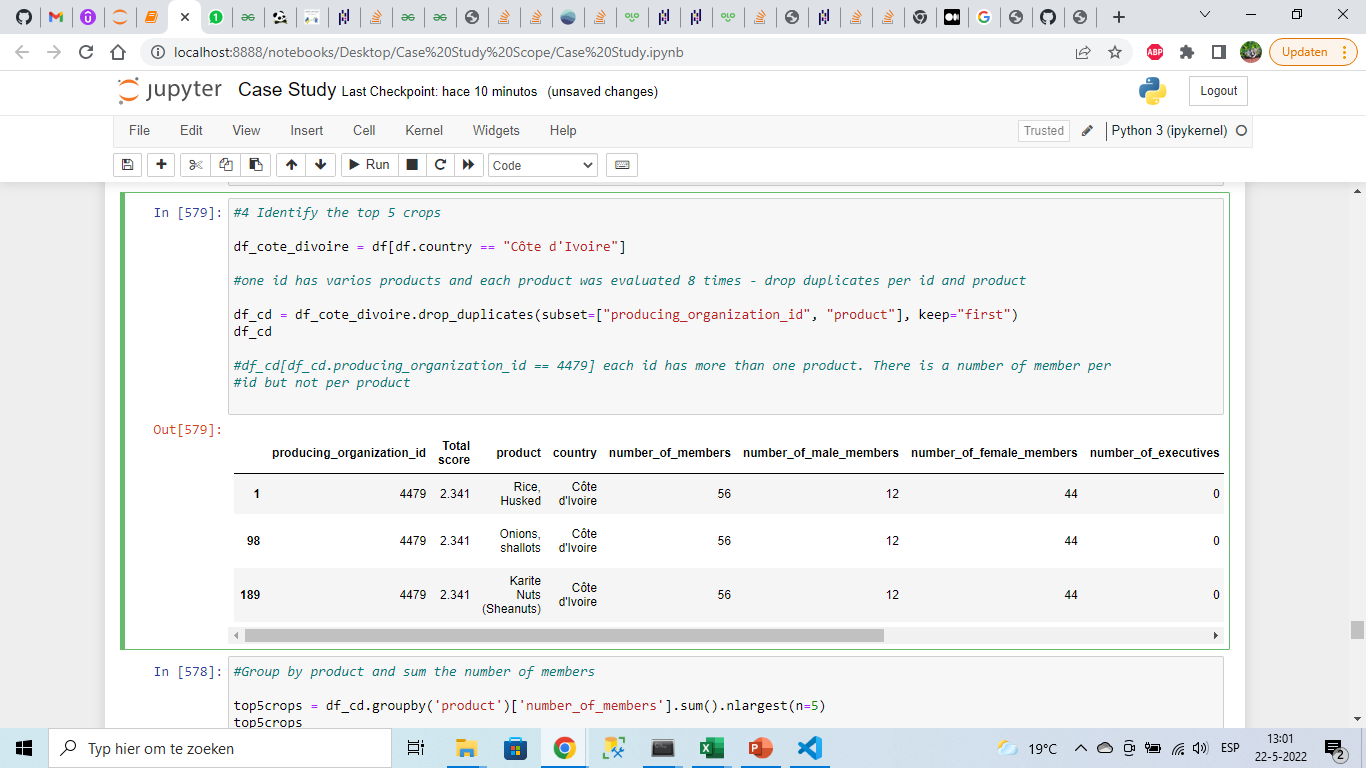 localhost:8888/notebooks/Desktop/Case%20Study%20Scope/Case%20Study.ipynb
ABP
Updaten
jupyter Case Study Last Checkpoint: hace 10 minutos (unsaved changes)
Logout
File Edit View Insert Cell Kernel Widgets Help
Trusted Python 3 (ipykernel)
Run Code
In [579]:
#4 Identify the top 5 crops
df_cote_divoire = df[df.country == "Côte d'Ivoire"]
#one id has varios products and each product was evaluated 8 times - drop duplicates per id and product
df_cd = df_cote_divoire.drop_duplicates(subset=["producing_organization_id", "product"], keep="first")
df_cd
#df_cd[df_cd.producing_organization_id == 4479] each id has more than one product. There is a number of member per
#id but not per product
Out[579]:
producing_organization_id Total score product country number_of_members number_of_male_members number_of_female_members number_of_executives
1 4479 2.341 Rice, Husked Côte d'Ivoire 56 12 44 0
98 4479 2.341 Onions, shallots Côte d'Ivoire 56 12 44 0
189 4479 2.341 Karite Nuts (Sheanuts) Côte d'Ivoire 56 12 44 0
In [578]:
#Group by product and sum the number of members
top5crops = df_cd.groupby('product')['number_of_members'].sum().nlargest(n=5)
top5crops
Typ hier om te zoeken
19°C
ESP
13:01
22-5-2022
2